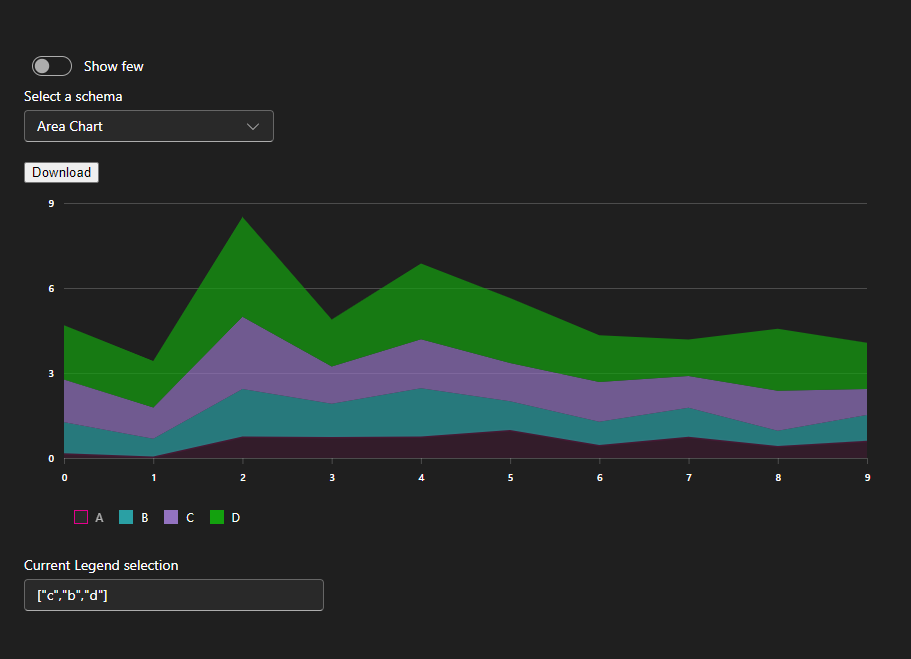 Show few
Select a schema
Area Chart
Download
9
6
3
0
0 1 2 3 4 5 6 7 8 9
A B C D
Current Legend selection
["c","b","d"]